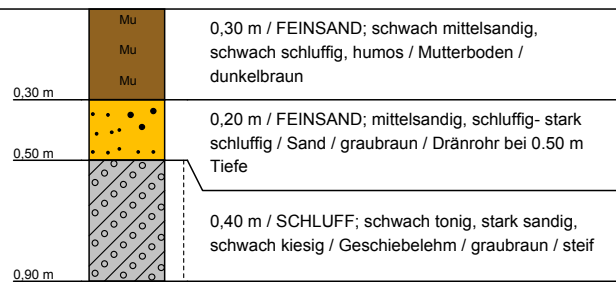 Mu
Mu
Mu
0,30 m / FEINSAND; schwach mittelsandig,
schwach schluffig, humos / Mutterboden /
dunkelbraun
0,30 m
0,20 m / FEINSAND; mittelsandig, schluffig- stark
schluffig / Sand / graubraun / Dränrohr bei 0.50 m
Tiefe
0,50 m
0,40 m / SCHLUFF; schwach tonig, stark sandig,
schwach kiesig / Geschiebelehm / graubraun / steif
0,90 m